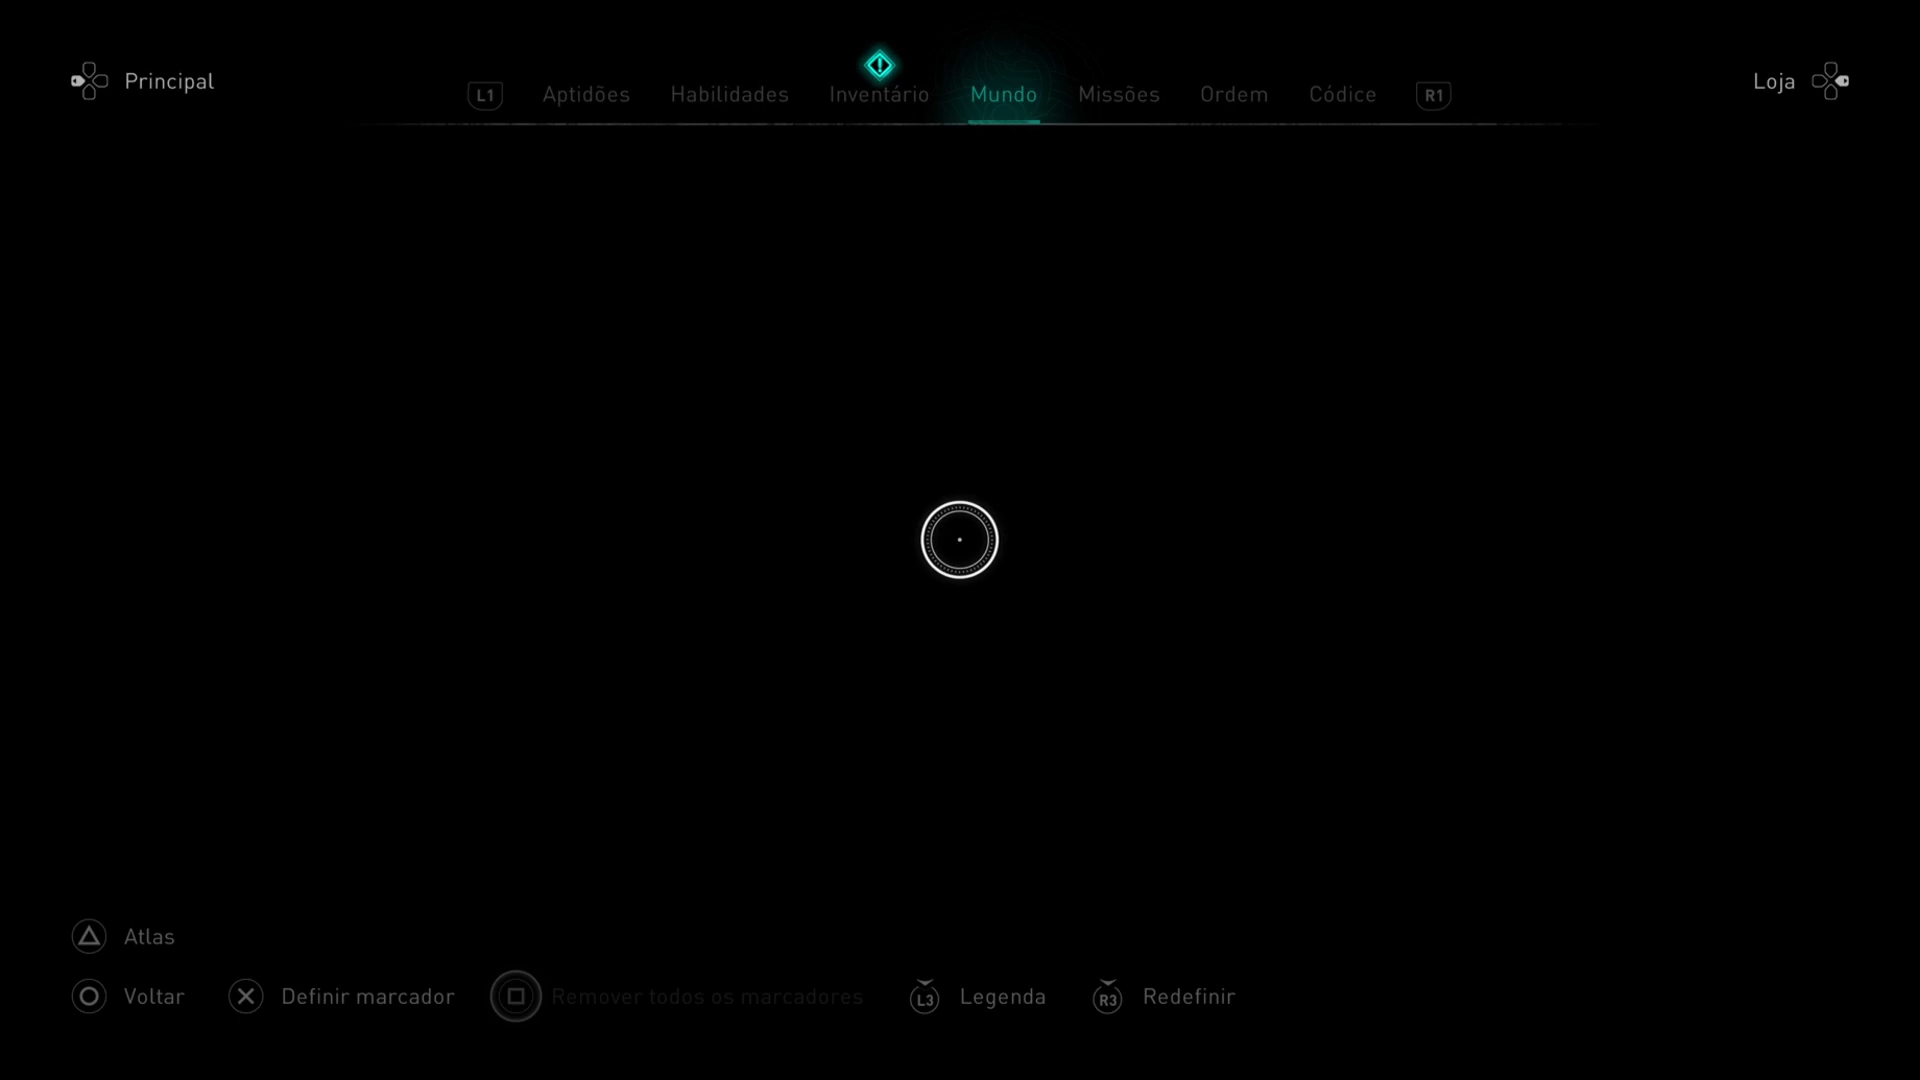 Principal
L1 Aptidões Habilidades Inventário Mundo Missões Ordem Códice R1
Loja
Atlas
Voltar Definir marcador Remover todos os marcadores L3 Legenda R3 Redefinir